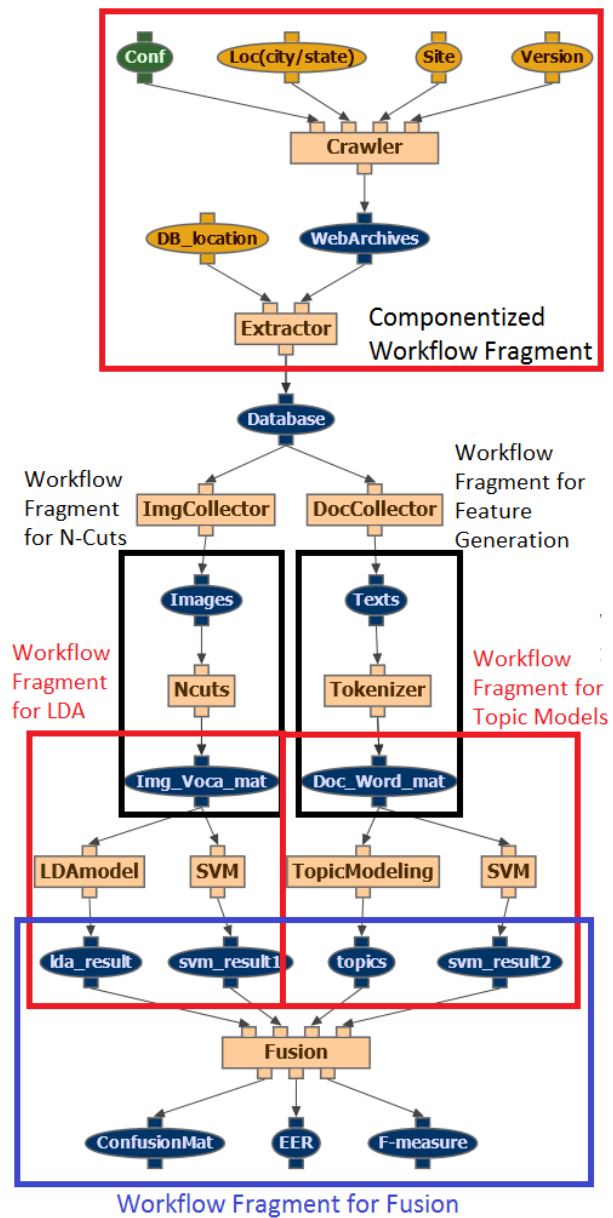 Conf
Loc(city/state)
Site
Version
Crawler
DB_location
WebArchives
Extractor
Componentized
Workflow Fragment
Database
Workflow
Fragment
for N-Cuts
Workflow
Fragment for
Feature
Generation
ImgCollector
DocCollector
Images
Texts
Workflow
Fragment
for LDA
Ncuts
Tokenizer
Workflow
Fragment for
Topic Models
Img_Voca_mat
Doc_Word_mat
LDAmodel
SVM
TopicModeling
SVM
lda_result
svm_result1
topics
svm_result2
Fusion
ConfusionMat
EER
F-measure
Workflow Fragment for Fusion